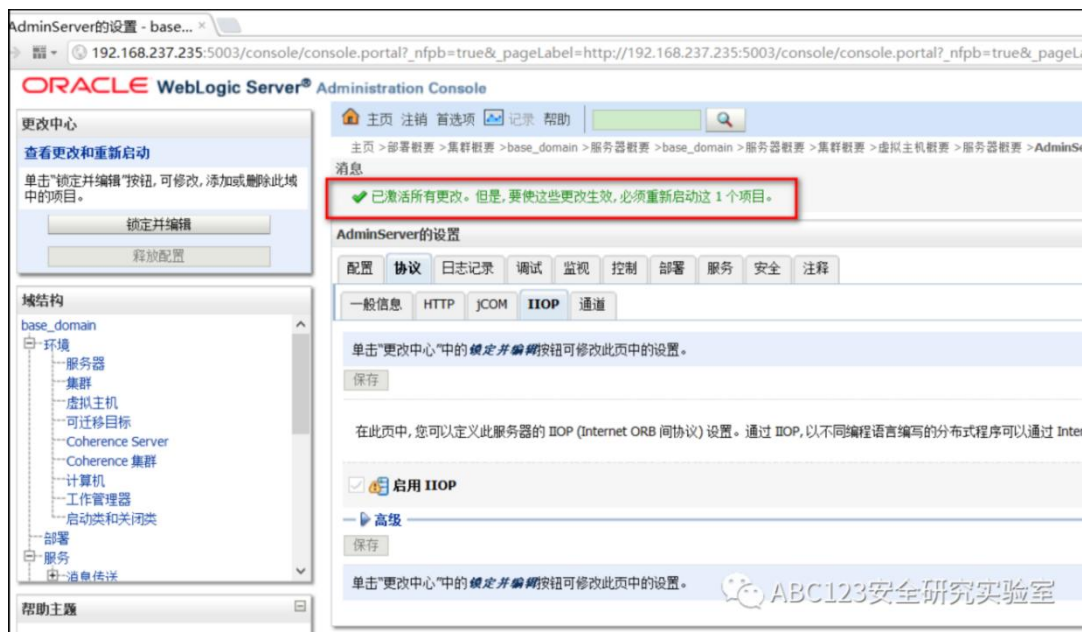 AdminServer的设置 - base... ×
192.168.237.235:5003/console/console.portal?_nfpb=true&_pageLabel=http://192.168.237.235:5003/console/console.portal?_nfpb=true&_pageL
ORACLE WebLogic Server® Administration Console
更改中心
查看更改和重新启动
单击"锁定并编辑"按钮,可修改,添加或删除此域中的项目。
锁定并编辑
释放配置
域结构
base_domain
环境
服务器
集群
虚拟主机
可迁移目标
Coherence Server
Coherence 集群
计算机
工作管理器
启动类和关闭类
部署
服务
消息传送
帮助主题
主页 注销 首选项 记录 帮助
主页 >部署概要 >集群概要 >base_domain >服务器概要 >base_domain >服务器概要 >集群概要 >虚拟主机概要 >服务器概要 >AdminSe
消息
已激活所有更改。但是,要使这些更改生效,必须重新启动这 1 个项目。
AdminServer的设置
配置 协议 日志记录 调试 监视 控制 部署 服务 安全 注释
一般信息 HTTP jCOM IIOP 通道
单击"更改中心"中的锁定并编辑按钮可修改此页中的设置。
保存
在此页中,您可以定义此服务器的 IIOP (Internet ORB 间协议) 设置。通过 IIOP,以不同编程语言编写的分布式程序可以通过 Inter
启用 IIOP
高级
保存
单击"更改中心"中的锁定并编辑按钮可修改此页中的设置。
ABC123安全研究实验室